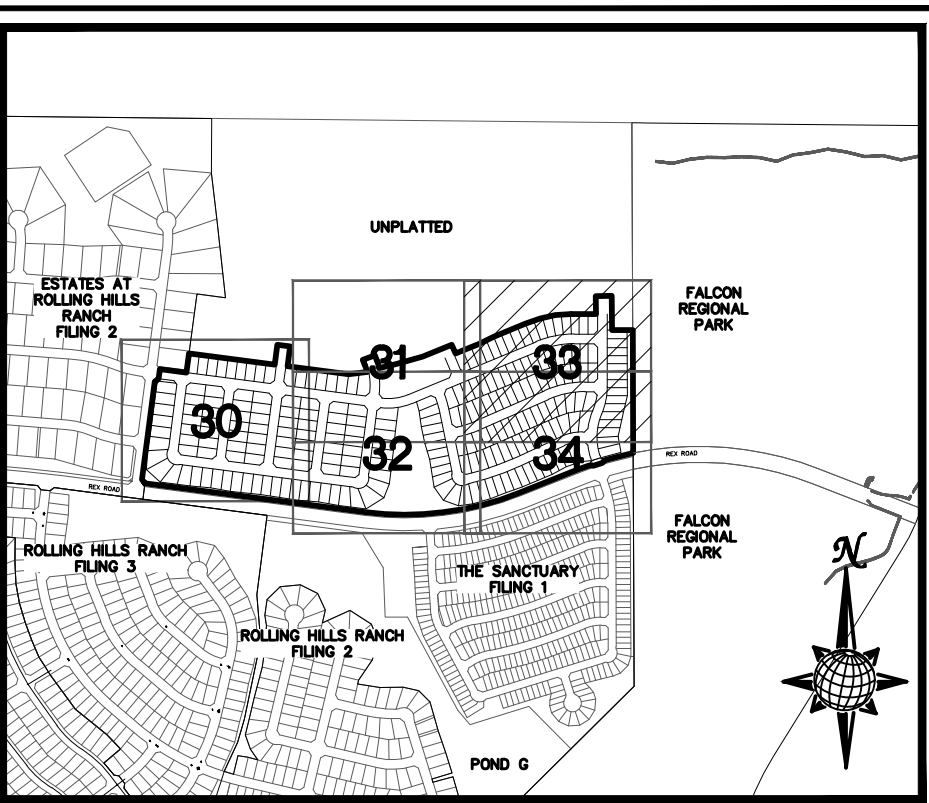 UNPLATTED
ESTATES AT
ROLLING HILLS
RANCH
FILING 2
FALCON
REGIONAL
PARK
31
33
30
32
34
REX ROAD
REX ROAD
FALCON
REGIONAL
PARK
N
ROLLING HILLS RANCH
FILING 3
THE SANCTUARY
FILING 1
ROLLING HILLS RANCH
FILING 2
POND G